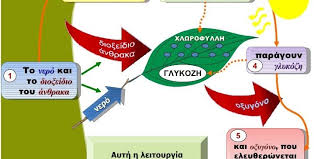 διοξείδιο
άνθρακα
ΧΛΩΡΟΦΥΛΛΗ
1
Το νερό και
το διοξείδιο
του άνθρακα
ΓΛΥΚΟΖΗ
4
παράγουν
γλυκόζη
νερό
οξυγόνο
5
και οξυγόνο, που
ελευθερώνεται
Αυτή η λειτουργία